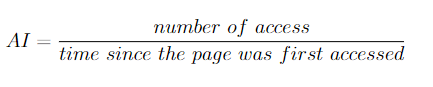 AI = number of access / time since the page was first accessed